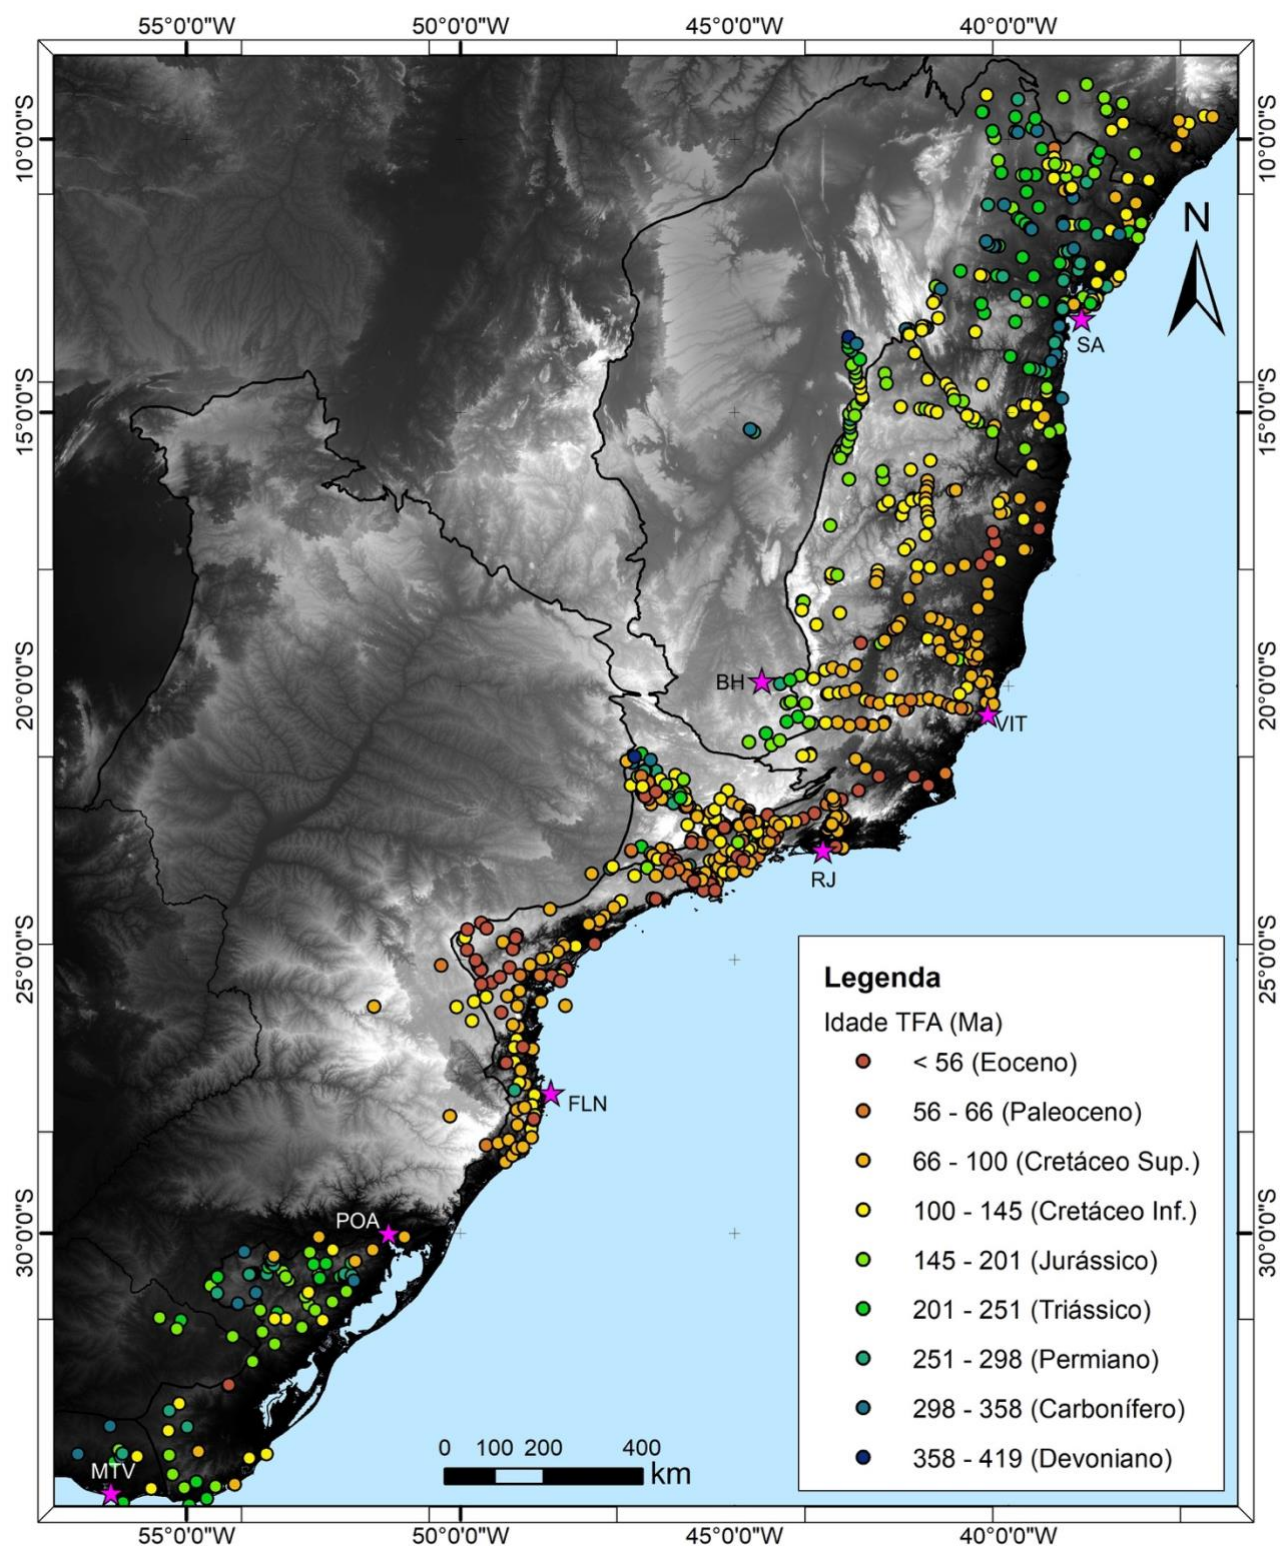 55°0'0"W 50°0'0"W 45°0'0"W 40°0'0"W
10°0'0"S 10°0'0"S
N
SA
15°0'0"S 15°0'0"S
BH
20°0'0"S 20°0'0"S
VIT
RJ
25°0'0"S 25°0'0"S
Legenda
Idade TFA (Ma)
< 56 (Eoceno)
56 - 66 (Paleoceno)
66 - 100 (Cretáceo Sup.)
100 - 145 (Cretáceo Inf.)
145 - 201 (Jurássico)
201 - 251 (Triássico)
251 - 298 (Permiano)
298 - 358 (Carbonífero)
358 - 419 (Devoniano)
FLN
POA
30°0'0"S 30°0'0"S
0 100 200 400
km
MTV
55°0'0"W 50°0'0"W 45°0'0"W 40°0'0"W